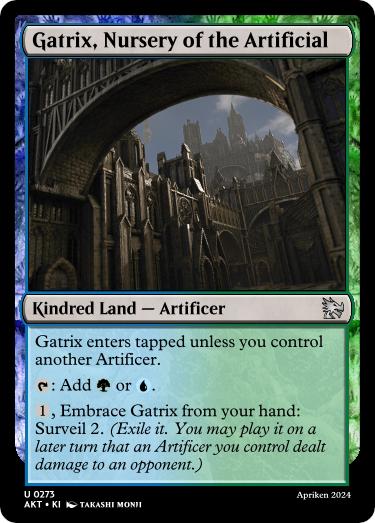 Gatrix, Nursery of the Artificial
Kindred Land — Artificer
Gatrix enters tapped unless you control
another Artificer.
: Add or .
1, Embrace Gatrix from your hand:
Surveil 2. (Exile it. You may play it on a
later turn that an Artificer you control dealt
damage to an opponent.)
U 0273
AKT • KI TAKASHI MONJI
Apriken 2024